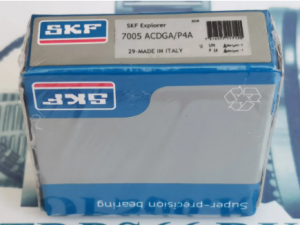 SKF
SKF Explorer
7005 ACDGA/P4A
29-MADE IN ITALY
SKF
Super-precision bearing